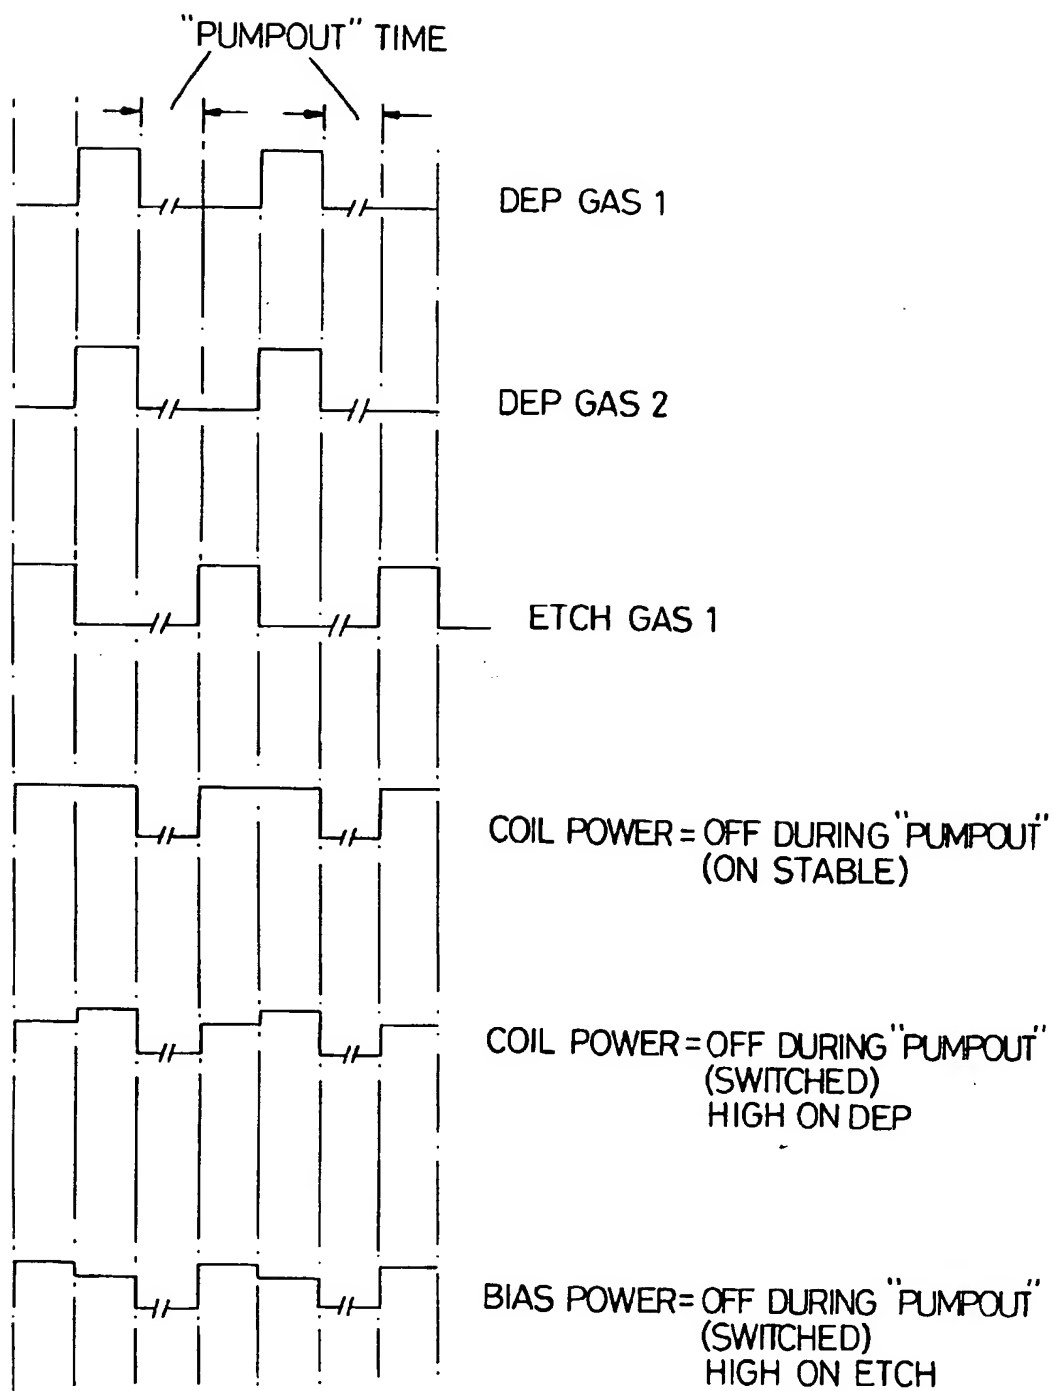 "PUMPOUT" TIME
DEP GAS 1
DEP GAS 2
ETCH GAS 1
COIL POWER = OFF DURING "PUMPOUT"
(ON STABLE)
COIL POWER = OFF DURING "PUMPOUT"
(SWITCHED)
HIGH ON DEP
BIAS POWER = OFF DURING "PUMPOUT"
(SWITCHED)
HIGH ON ETCH